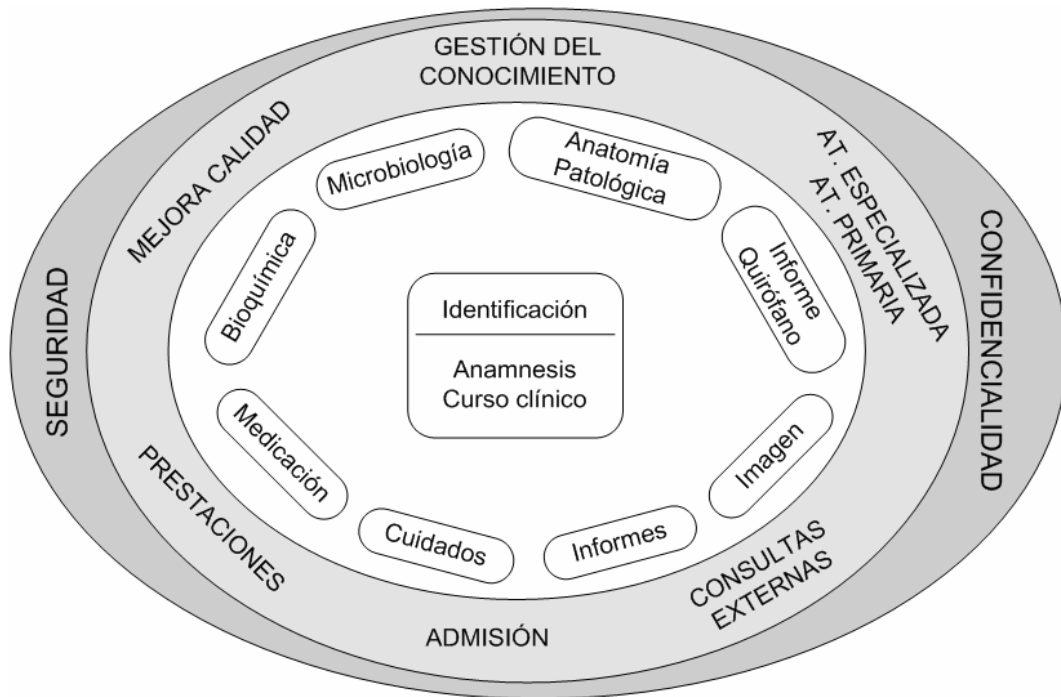 GESTIÓN DEL
CONOCIMIENTO
MEJORA CALIDAD
AT. ESPECIALIZADA
AT. PRIMARIA
SEGURIDAD
CONFIDENCIALIDAD
Microbiología
Anatomía
Patológica
Bioquímica
Informe
Quirófano
Identificación
Anamnesis
Curso clínico
Medicación
Imagen
Cuidados
Informes
PRESTACIONES
CONSULTAS
EXTERNAS
ADMISIÓN